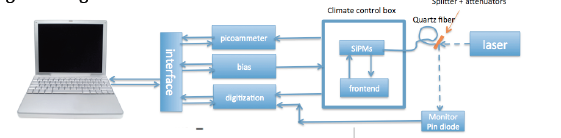 Splitter + attenuators
Climate control box
Quartz fiber
picoammeter
SiPMs
laser
interface
bias
frontend
digitization
Monitor
Pin diode